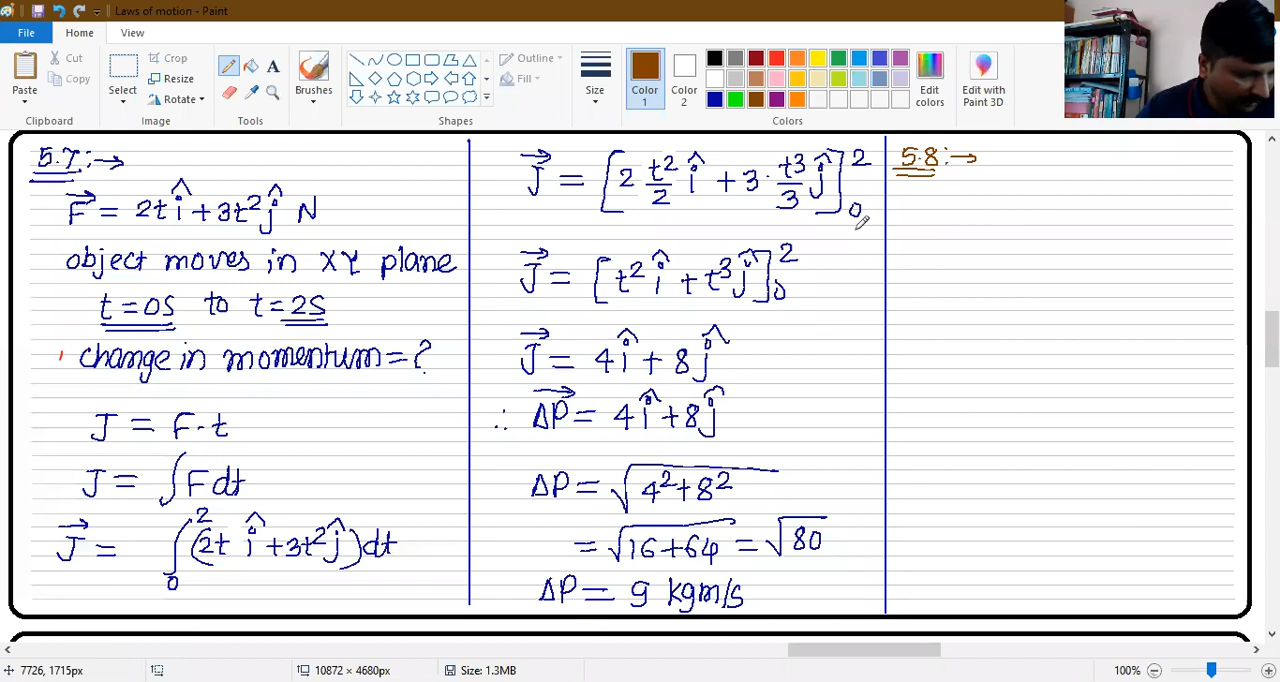 Laws of motion - Paint
File Home View
Paste
Cut
Copy
Clipboard
Select
Crop
Resize
Rotate
Image
A
Tools
Brushes
Outline
Fill
Shapes
Size
Color 1
Color 2
Edit colors
Edit with Paint 3D
Colors
5.7:→
F⃗ = 2t î + 3t² ĵ N
object moves in XY plane
t = 0S to t = 2S
change in momentum = ?
J = F·t
J = ∫F dt
J⃗ = ∫₀² (2t î + 3t² ĵ) dt
J⃗ = [2 t²/2 î + 3· t³/3 ĵ]₀²
J⃗ = [t² î + t³ ĵ]₀²
J⃗ = 4 î + 8 ĵ
∴ ΔP⃗ = 4 î + 8 ĵ
ΔP = √(4² + 8²)
= √(16 + 64) = √80
ΔP = 9 kgm/s
5.8:→
7726, 1715px
10872 × 4680px
Size: 1.3MB
100%